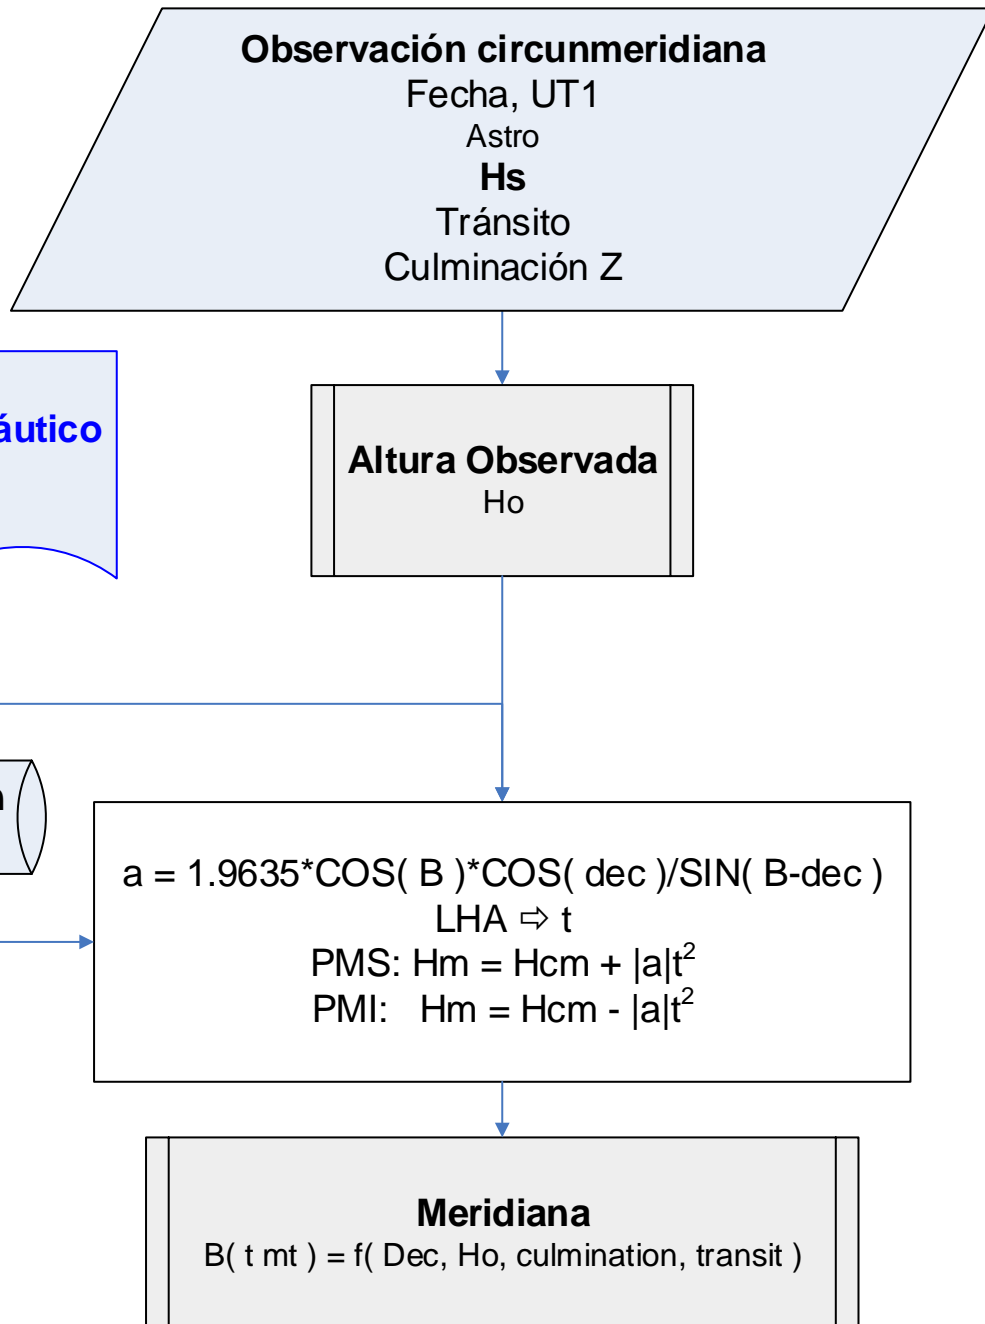 Observación circunmeridiana
Fecha, UT1
Astro
Hs
Tránsito
Culminación Z
áutico
Altura Observada
Ho
a = 1.9635*COS( B )*COS( dec )/SIN( B-dec )
LHA ⇨ t
PMS: Hm = Hcm + |a|t²
PMI: Hm = Hcm - |a|t²
Meridiana
B( t mt ) = f( Dec, Ho, culmination, transit )